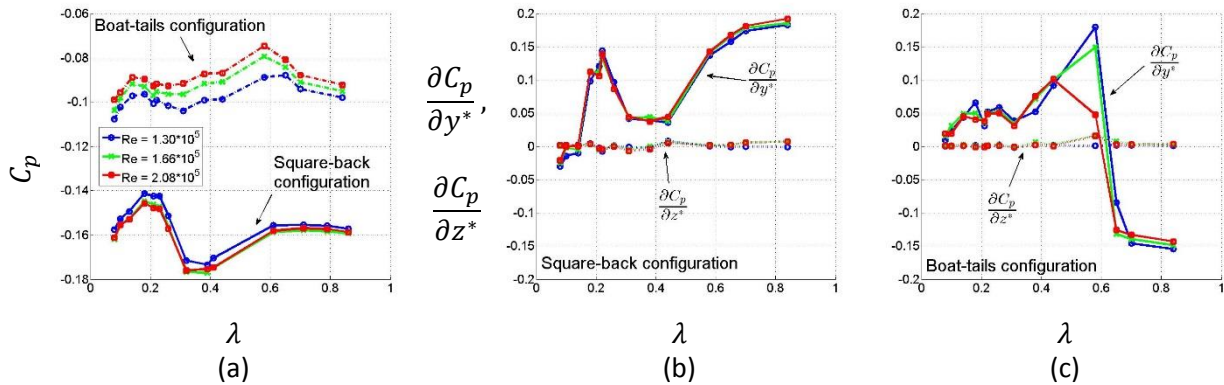 -0.06
-0.08
-0.1
-0.12
-0.14
-0.16
-0.18
C_p
Boat-tails configuration
Re = 1.30*10^5
Re = 1.66*10^5
Re = 2.08*10^5
Square-back
configuration
0 0.2 0.4 0.6 0.8 1
λ
(a)
∂C_p/∂y*,
∂C_p/∂z*
0.2
0.15
0.1
0.05
0
-0.05
-0.1
-0.15
-0.2
∂C_p/∂y*
∂C_p/∂z*
Square-back configuration
0 0.2 0.4 0.6 0.8 1
λ
(b)
0.2
0.15
0.1
0.05
0
-0.05
-0.1
-0.15
-0.2
∂C_p/∂y*
∂C_p/∂z*
Boat-tails configuration
0 0.2 0.4 0.6 0.8 1
λ
(c)